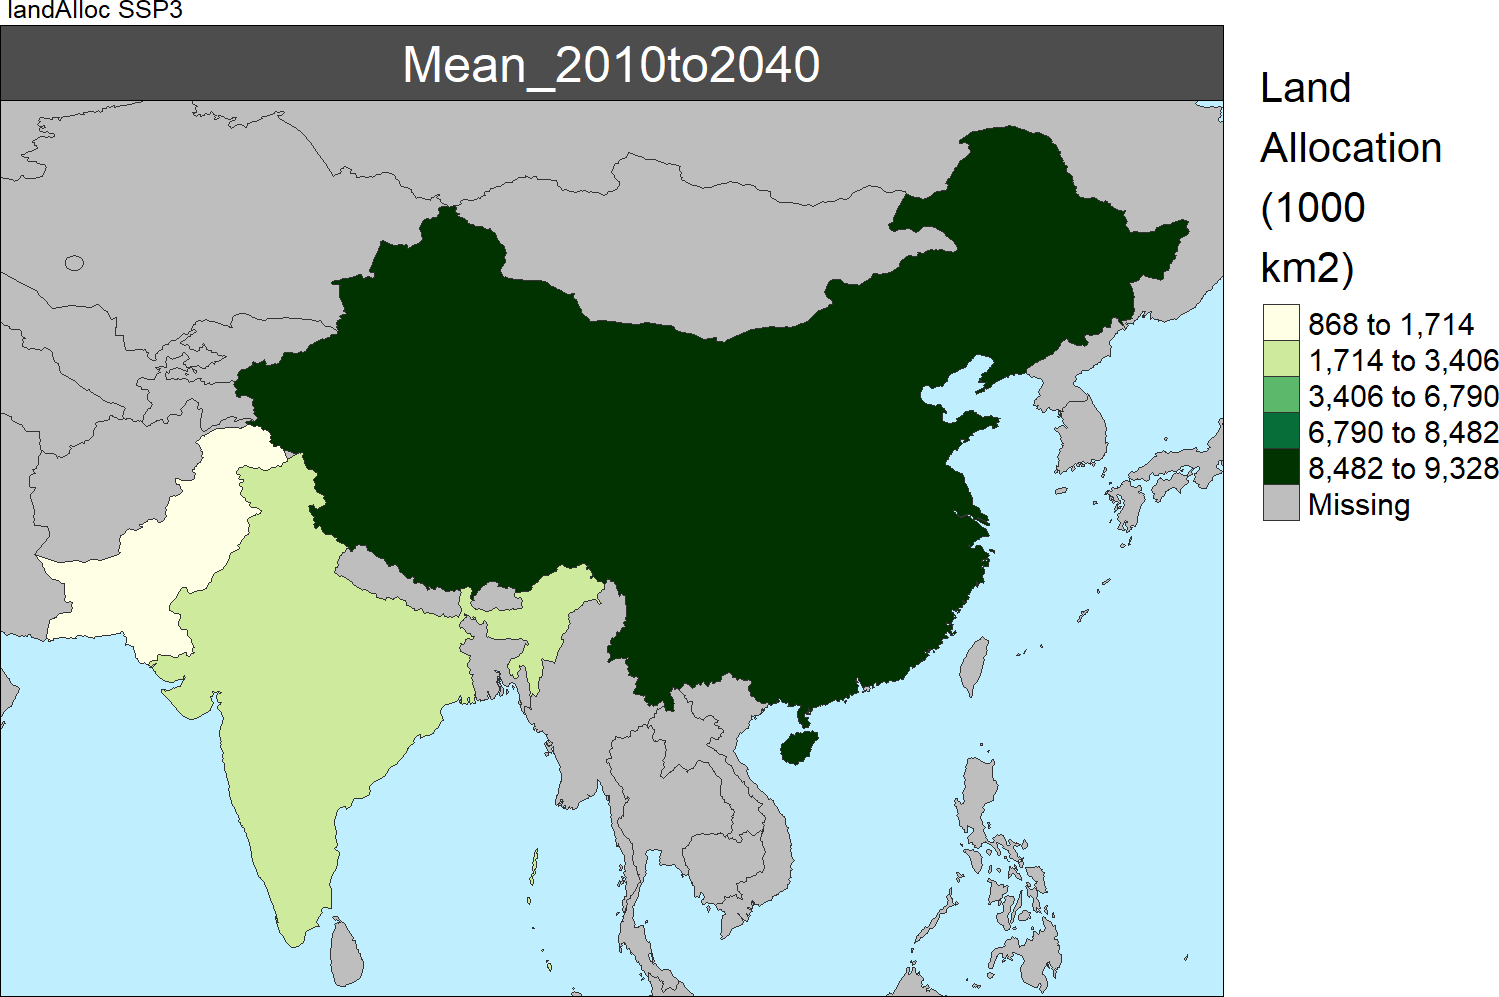 landAlloc SSP3
Mean_2010to2040
Land
Allocation
(1000
km2)
868 to 1,714
1,714 to 3,406
3,406 to 6,790
6,790 to 8,482
8,482 to 9,328
Missing